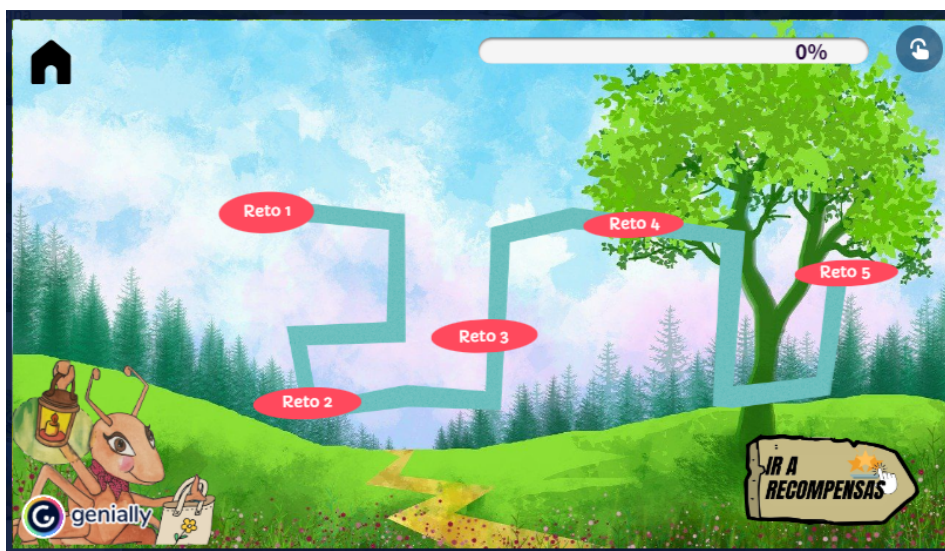 0%
Reto 1
Reto 4
Reto 5
Reto 3
Reto 2
IR A
RECOMPENSAS
genially